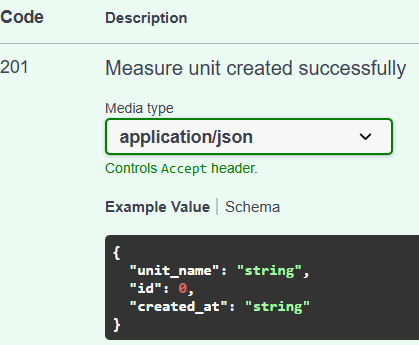 Code Description
201 Measure unit created successfully
Media type
application/json
Controls Accept header.
Example Value | Schema
{
  "unit_name": "string",
  "id": 0,
  "created_at": "string"
}